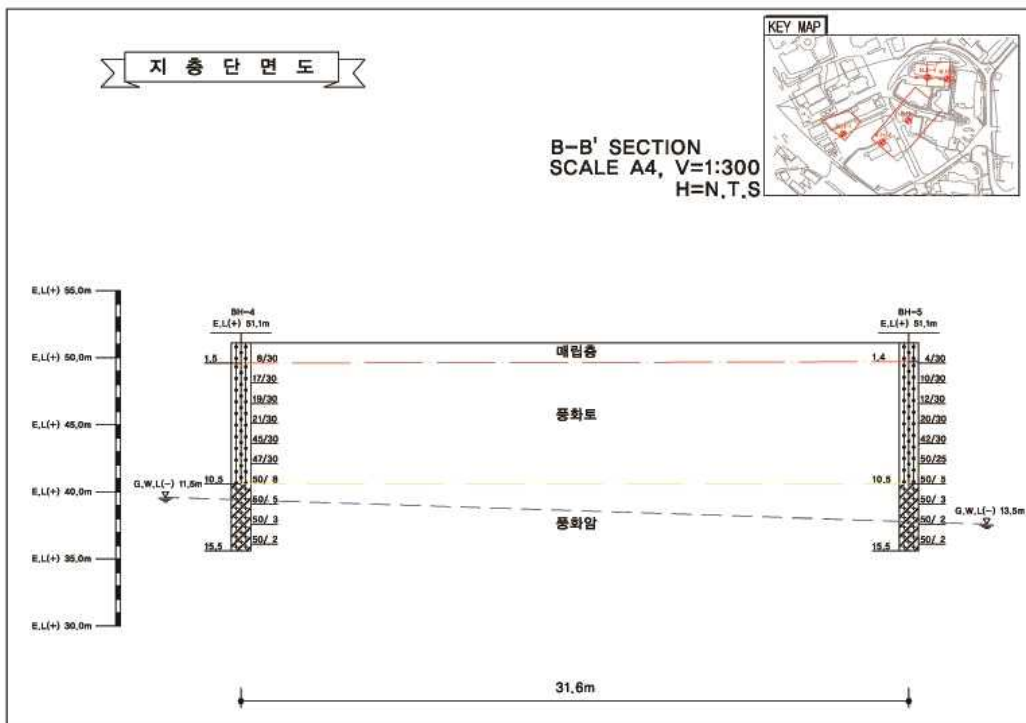 지 층 단 면 도
KEY MAP
B-B' SECTION
SCALE A4, V=1:300
H=N.T.S
E.L(+) 55.0m
E.L(+) 50.0m
E.L(+) 45.0m
E.L(+) 40.0m
E.L(+) 35.0m
E.L(+) 30.0m
BH-4
E.L(+) 51.1m
1.5
6/30
17/30
19/30
21/30
45/30
47/30
10.5
50/ 8
50/ 5
50/ 3
50/ 2
15.5
G.W.L(-) 11.5m
매립층
풍화토
풍화암
BH-5
E.L(+) 51.1m
1.4
4/30
10/30
12/30
20/30
42/30
50/25
10.5
50/ 5
50/ 3
50/ 2
50/ 2
15.5
G.W.L(-) 13.5m
31.6m